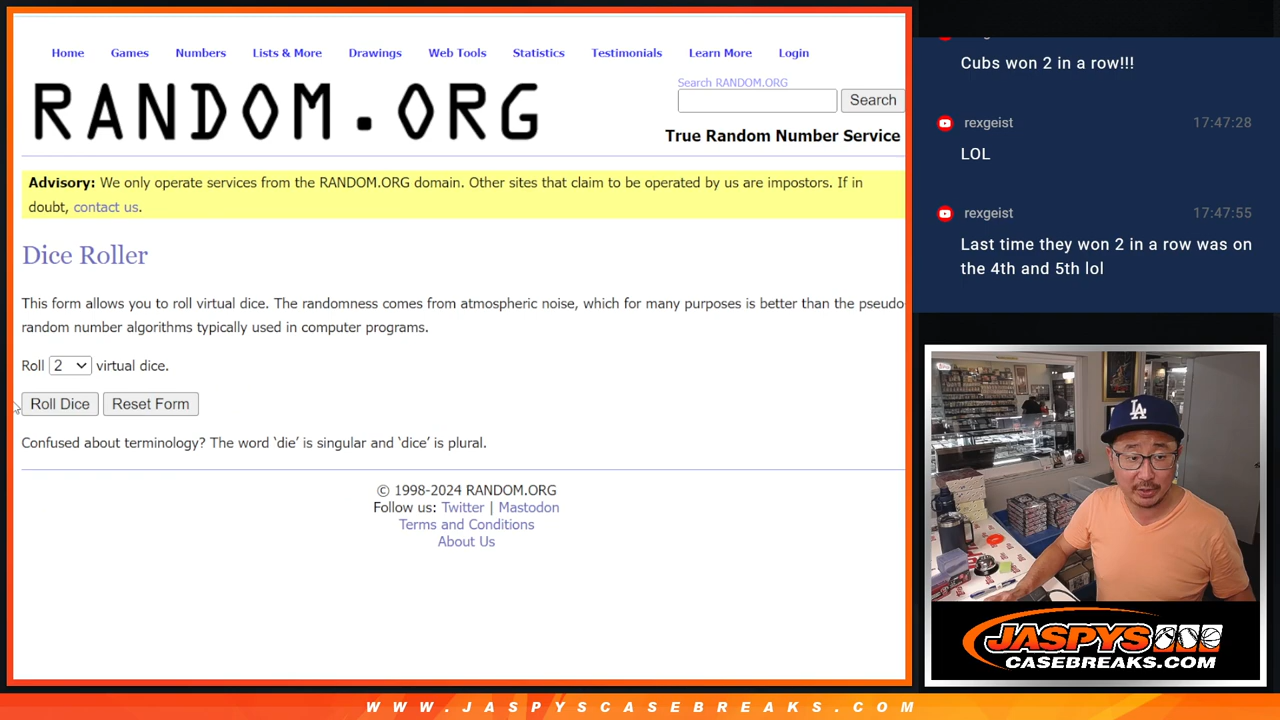 Home Games Numbers Lists & More Drawings Web Tools Statistics Testimonials Learn More Login
RANDOM.ORG
Search RANDOM.ORG
Search
True Random Number Service
Advisory: We only operate services from the RANDOM.ORG domain. Other sites that claim to be operated by us are impostors. If in
doubt, contact us.
Dice Roller
This form allows you to roll virtual dice. The randomness comes from atmospheric noise, which for many purposes is better than the pseudo
random number algorithms typically used in computer programs.
Roll 2 virtual dice.
Roll Dice Reset Form
Confused about terminology? The word ‘die’ is singular and ‘dice’ is plural.
© 1998-2024 RANDOM.ORG
Follow us: Twitter | Mastodon
Terms and Conditions
About Us
Cubs won 2 in a row!!!
rexgeist 17:47:28
LOL
rexgeist 17:47:55
Last time they won 2 in a row was on
the 4th and 5th lol
LA
JASPYS
CASEBREAKS.COM
WWW.JASPYSCASEBREAKS.COM